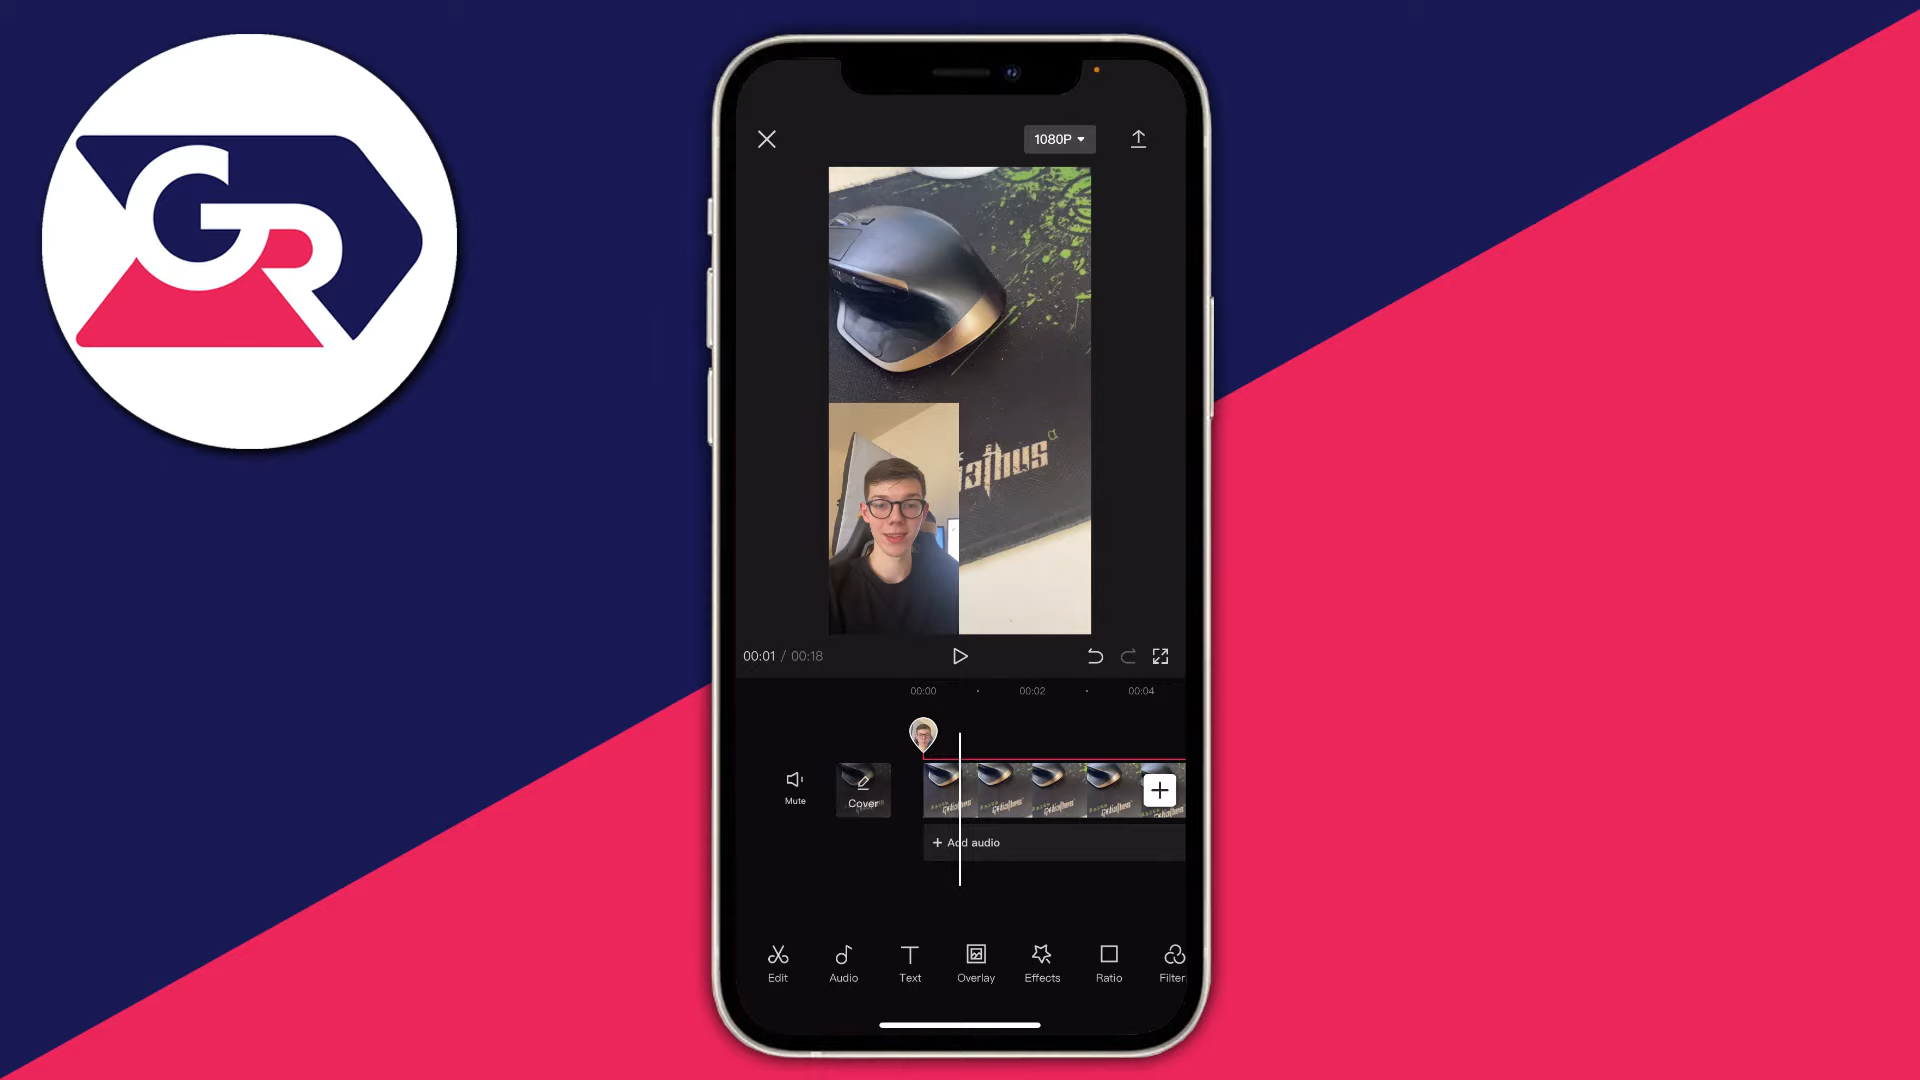 GR
1080P
00:01 / 00:18
00:00
00:02
00:04
Mute
Cover
+ Add audio
Edit
Audio
Text
Overlay
Effects
Ratio
Filter